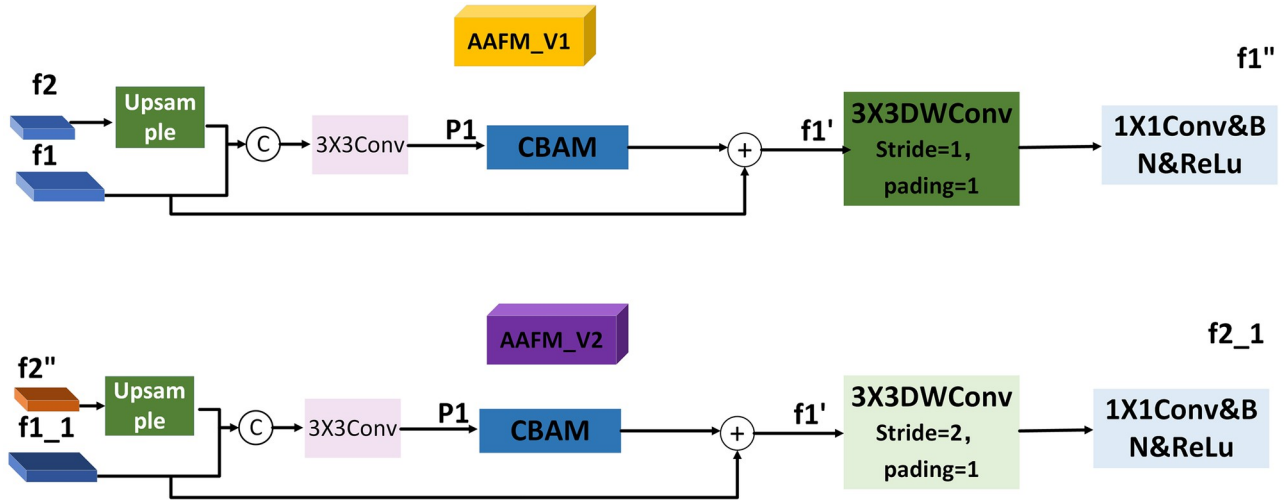 AAFM_V1
f1"
f2
Upsam
ple
f1
C
3X3Conv
P1
CBAM
+
f1'
3X3DWConv
Stride=1,
pading=1
1X1Conv&B
N&ReLu
AAFM_V2
f2_1
f2"
Upsam
ple
f1_1
C
3X3Conv
P1
CBAM
+
f1'
3X3DWConv
Stride=2,
pading=1
1X1Conv&B
N&ReLu